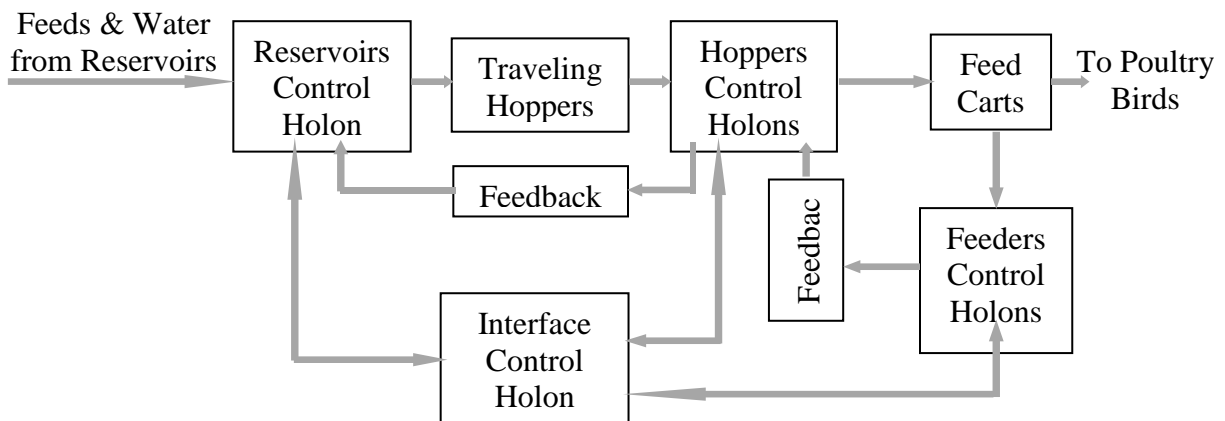 Feeds & Water
from Reservoirs
Reservoirs
Control
Holon
Traveling
Hoppers
Hoppers
Control
Holons
Feed
Carts
To Poultry
Birds
Feedback
Feedbac
Feeders
Control
Holons
Interface
Control
Holon